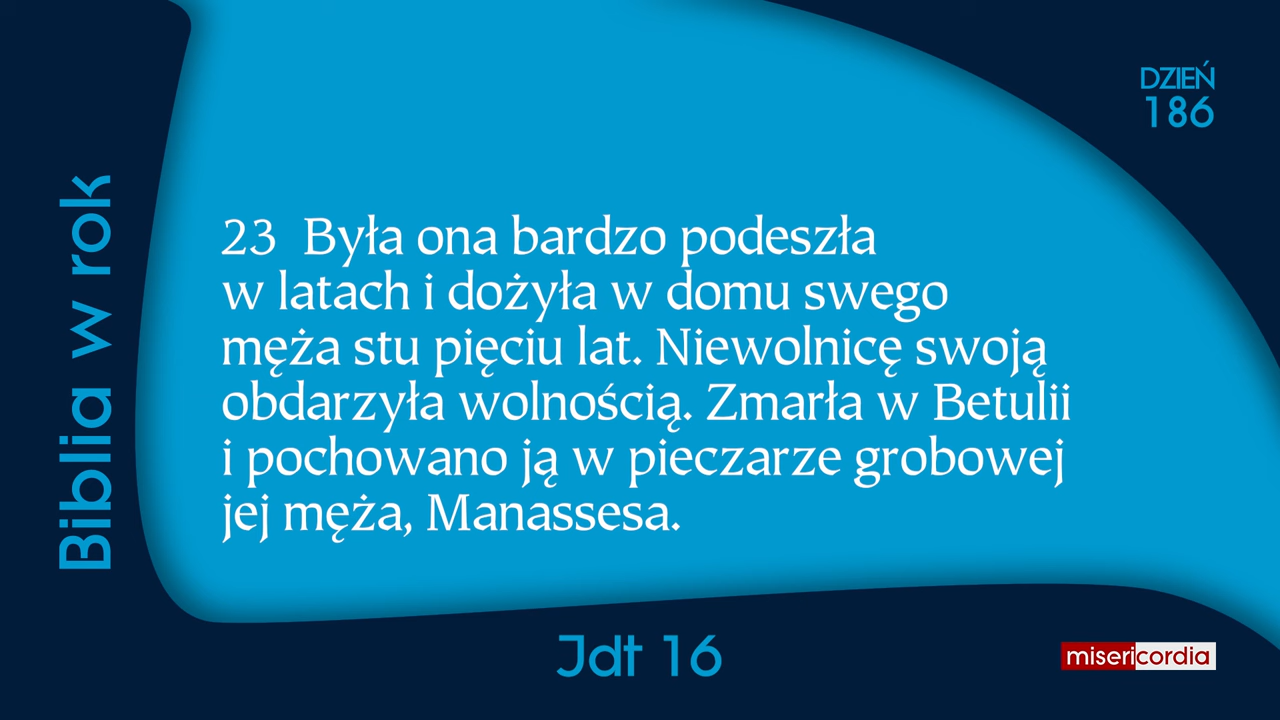 DZIEŃ
186
Biblia w rok
23 Była ona bardzo podeszła
w latach i dożyła w domu swego
męża stu pięciu lat. Niewolnicę swoją
obdarzyła wolnością. Zmarła w Betulii
i pochowano ją w pieczarze grobowej
jej męża, Manassesa.
Jdt 16
misericordia